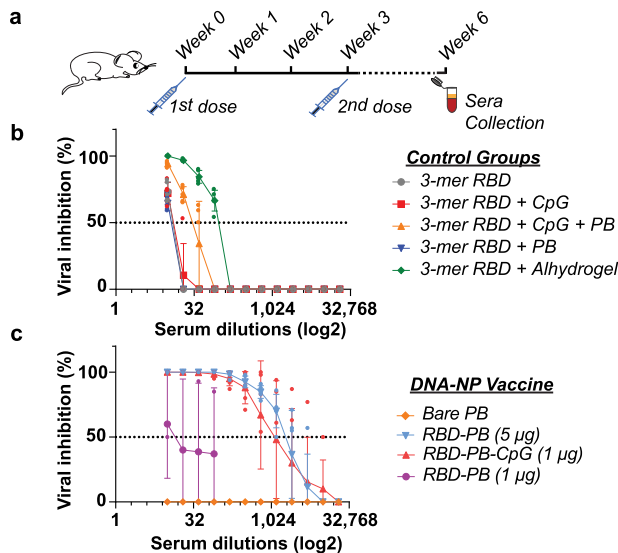 a
Week 0
Week 1
Week 2
Week 3
Week 6
1st dose
2nd dose
Sera
Collection
b
Viral inhibition (%)
100
50
0
1
32
1,024
32,768
Serum dilutions (log2)
Control Groups
3-mer RBD
3-mer RBD + CpG
3-mer RBD + CpG + PB
3-mer RBD + PB
3-mer RBD + Alhydrogel
c
Viral inhibition (%)
100
50
0
1
32
1,024
32,768
Serum dilutions (log2)
DNA-NP Vaccine
Bare PB
RBD-PB (5 µg)
RBD-PB-CpG (1 µg)
RBD-PB (1 µg)